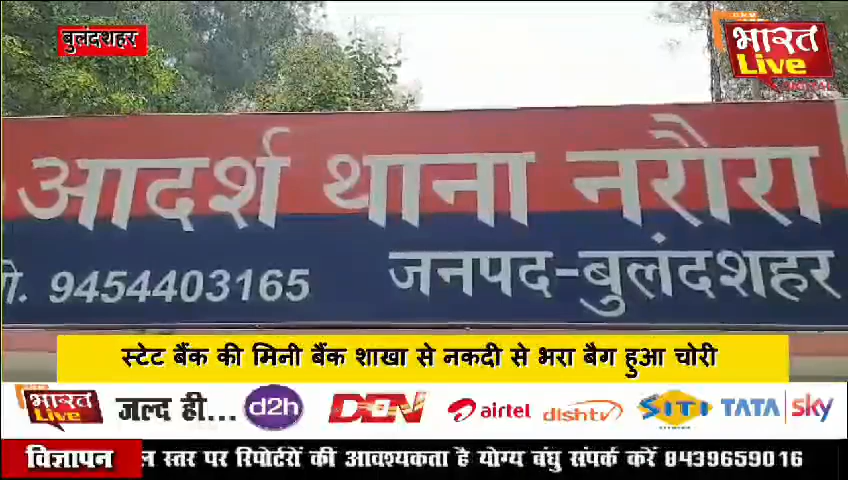 बुलंदशहर
भारत
Live
आदर्श थाना नरौरा
जनपद-बुलंदशहर
9454403165
स्टेट बैंक की मिनी बैंक शाखा से नकदी से भरा बैग हुआ चोरी
भारत
Live
जल्द ही...
d2h
DEN
airtel
dishtv
SITI
TATA sky
विज्ञापन
स्तर पर रिपोर्टरों की आवश्यकता है योग्य बंधु संपर्क करें 8439659016